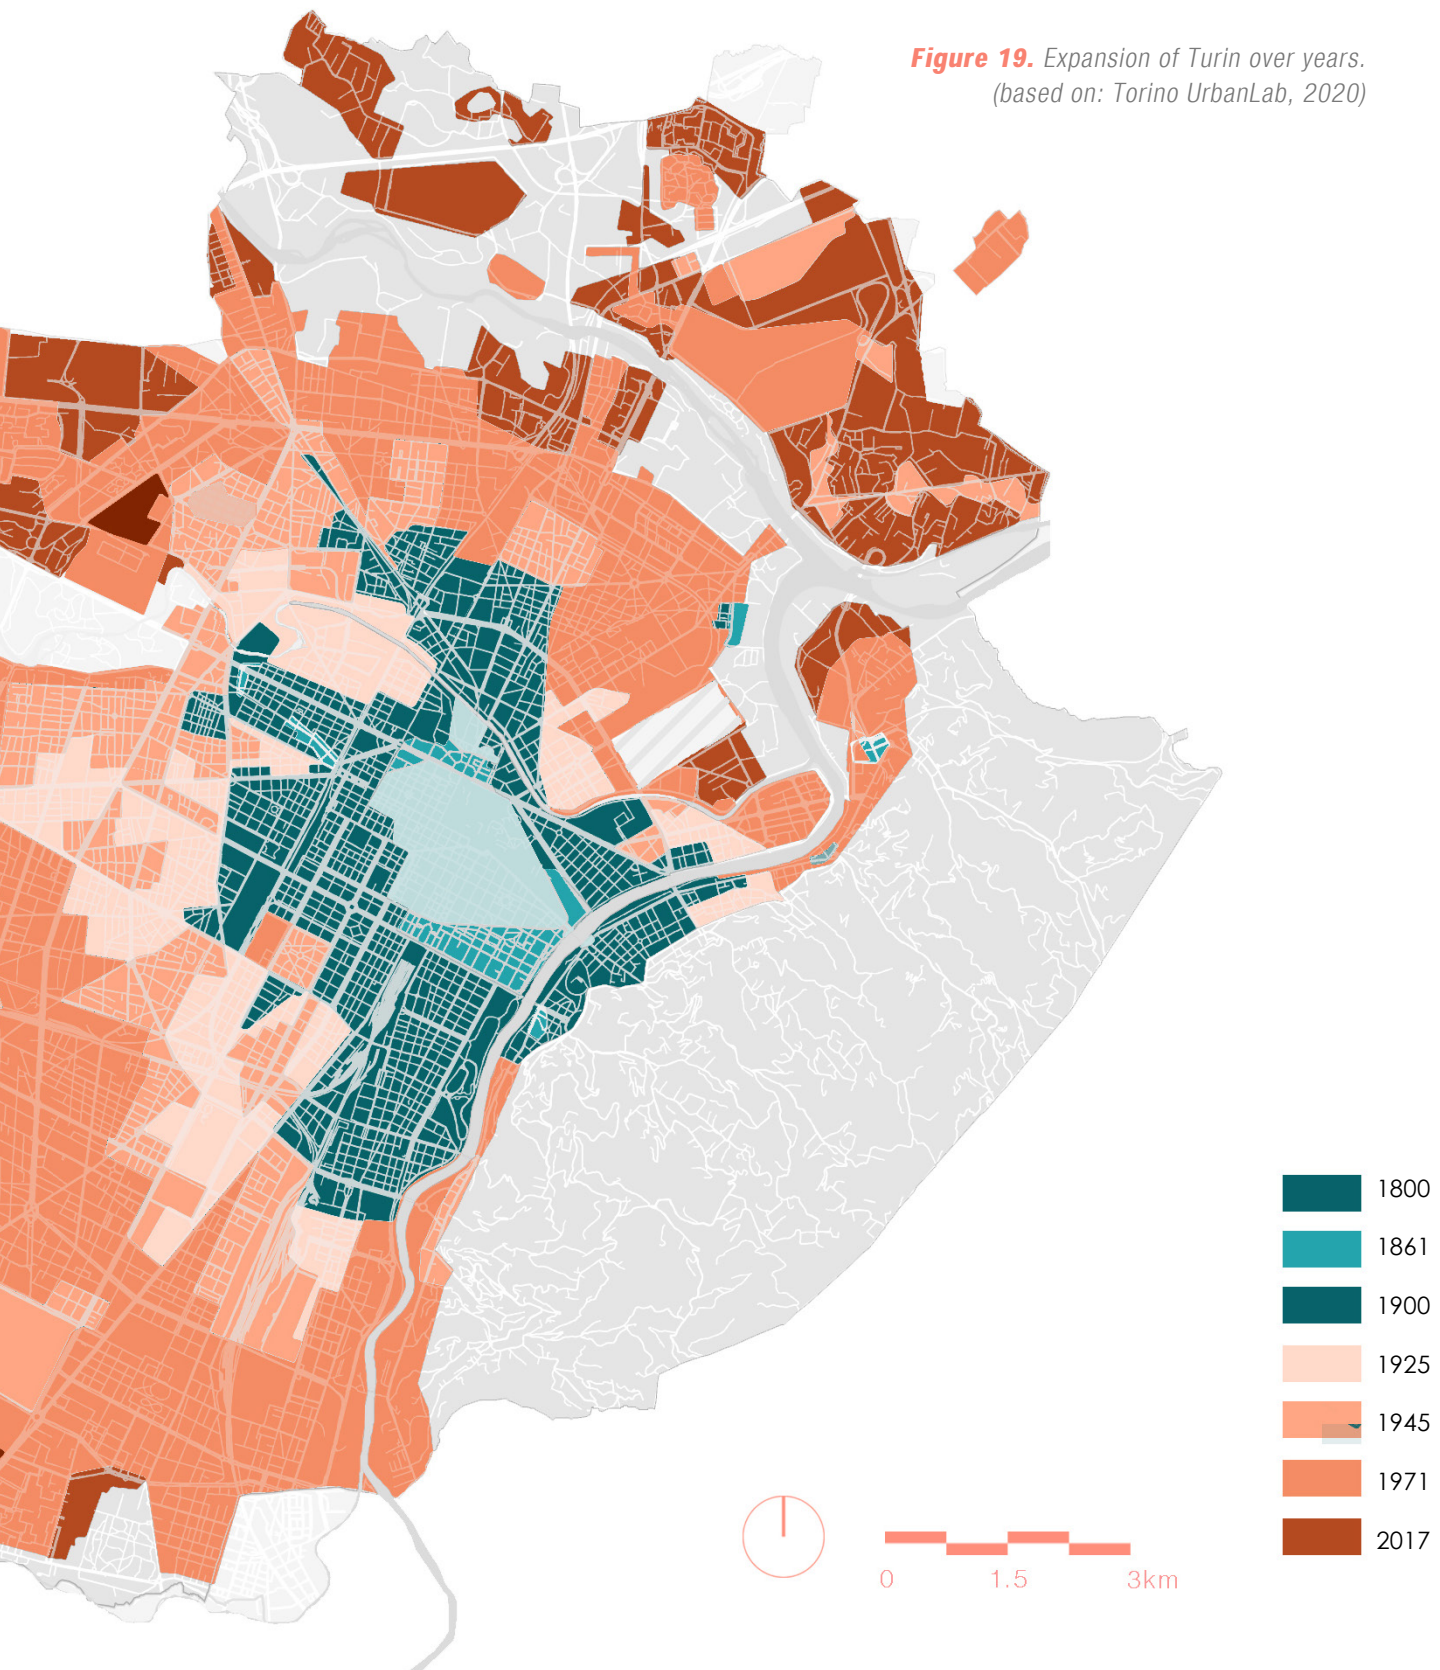 Figure 19. Expansion of Turin over years.
(based on: Torino UrbanLab, 2020)
1800
1861
1900
1925
1945
1971
2017
0 1.5 3km